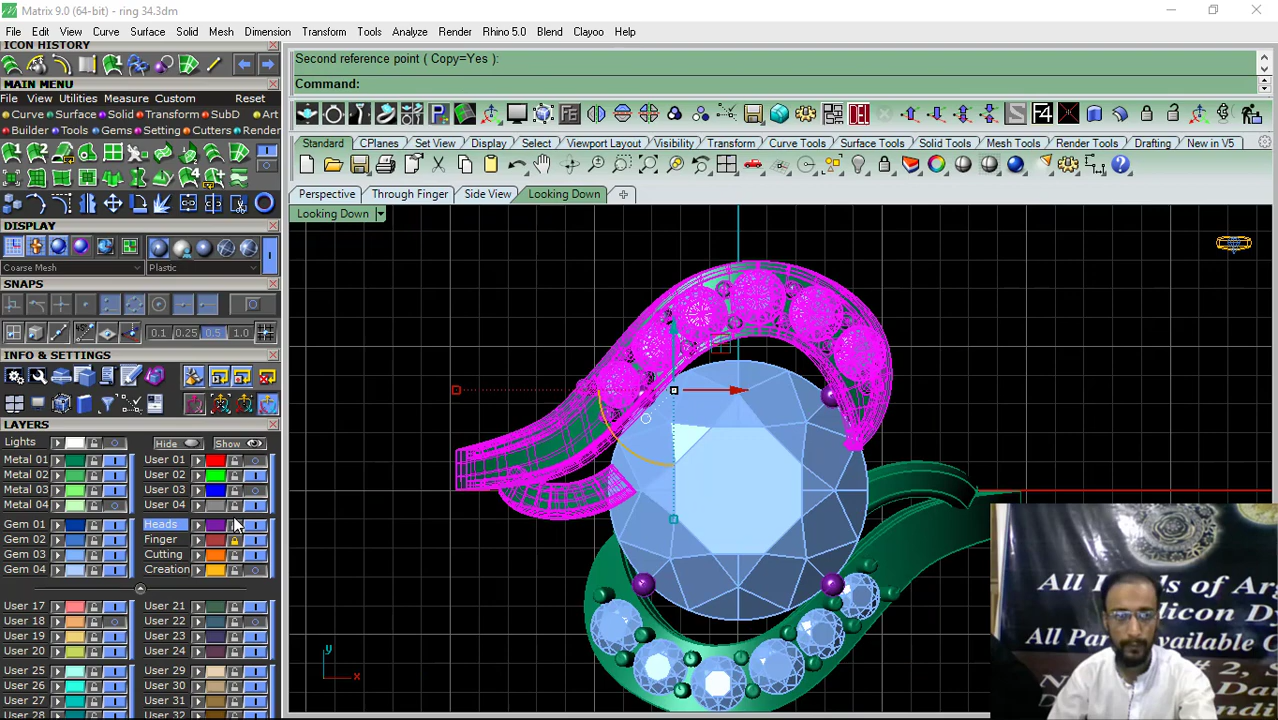 Matrix 9.0 (64-bit) - ring 34.3dm
File Edit View Curve Surface Solid Mesh Dimension Transform Tools Analyze Render Rhino 5.0 Blend Clayoo Help
ICON HISTORY
MAIN MENU
File View Utilities Measure Custom Reset
Curve Surface Solid Transform SubD Art
Builder Tools Gems Setting Cutters Render
DISPLAY
Coarse Mesh Plastic
SNAPS
0.1 0.25 0.5 1.0
INFO & SETTINGS
LAYERS
Lights Hide Show
Metal 01 User 01
Metal 02 User 02
Metal 03 User 03
Metal 04 User 04
Gem 01 Heads
Gem 02 Finger
Gem 03 Cutting
Gem 04 Creation
User 17 User 21
User 18 User 22
User 19 User 23
User 20 User 24
User 25 User 29
User 26 User 30
User 27 User 31
User 28 User 32
Second reference point ( Copy=Yes ):
Command:
F4
Standard CPlanes Set View Display Select Viewport Layout Visibility Transform Curve Tools Surface Tools Solid Tools Mesh Tools Render Tools Drafting New in V5
Perspective Through Finger Side View Looking Down
Looking Down
y
x
All